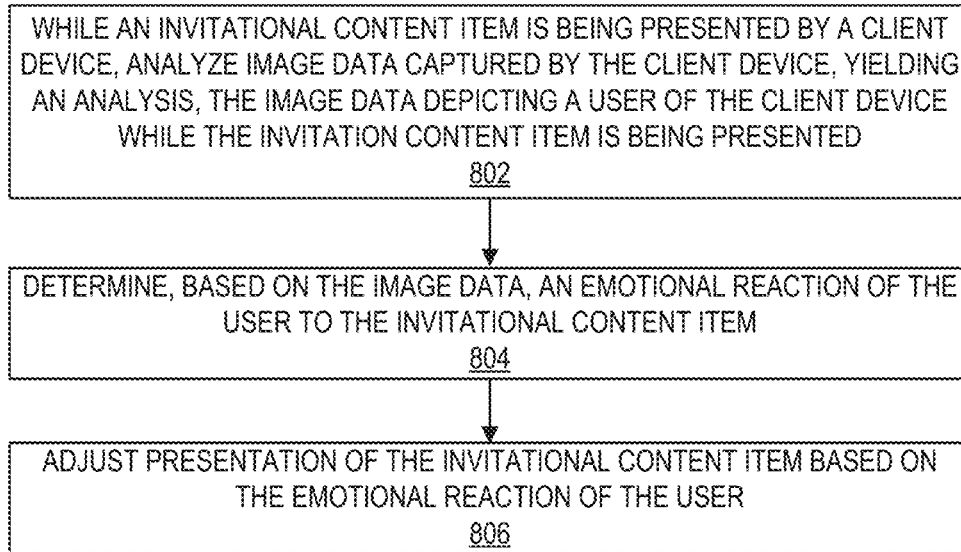 WHILE AN INVITATIONAL CONTENT ITEM IS BEING PRESENTED BY A CLIENT
DEVICE, ANALYZE IMAGE DATA CAPTURED BY THE CLIENT DEVICE, YIELDING
AN ANALYSIS, THE IMAGE DATA DEPICTING A USER OF THE CLIENT DEVICE
WHILE THE INVITATION CONTENT ITEM IS BEING PRESENTED
802
DETERMINE, BASED ON THE IMAGE DATA, AN EMOTIONAL REACTION OF THE
USER TO THE INVITATIONAL CONTENT ITEM
804
ADJUST PRESENTATION OF THE INVITATIONAL CONTENT ITEM BASED ON
THE EMOTIONAL REACTION OF THE USER
806